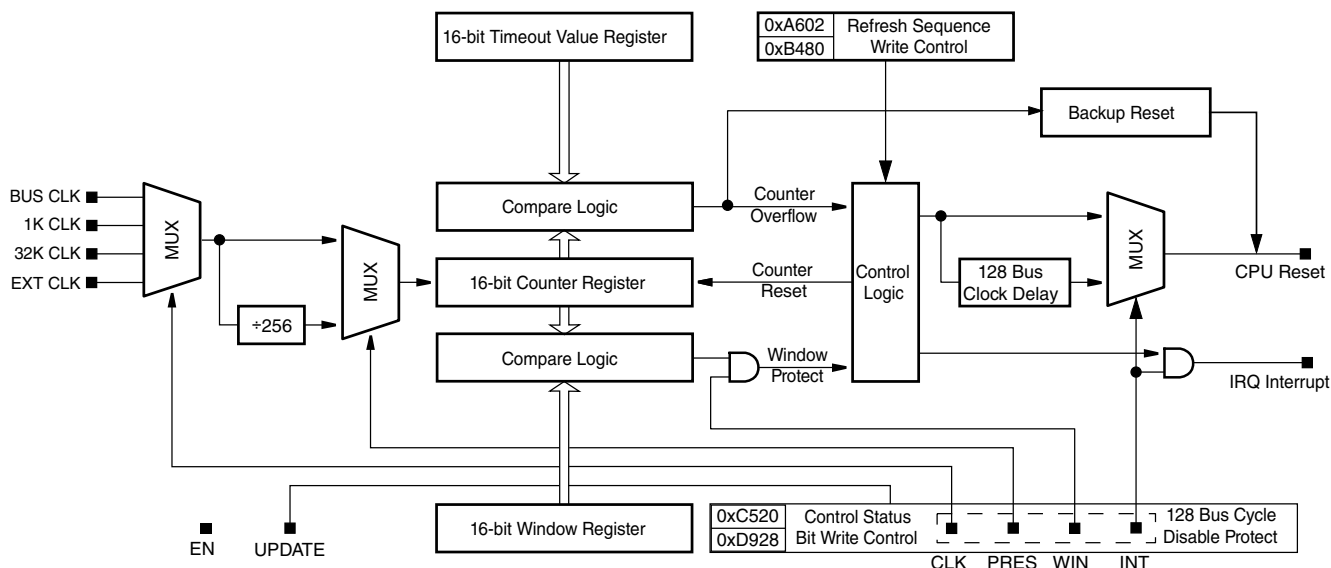 16-bit Timeout Value Register
0xA602
0xB480
Refresh Sequence
Write Control
Backup Reset
BUS CLK
1K CLK
32K CLK
EXT CLK
MUX
÷256
MUX
Compare Logic
16-bit Counter Register
Compare Logic
Counter
Overflow
Counter
Reset
Window
Protect
Control
Logic
128 Bus
Clock Delay
MUX
CPU Reset
IRQ Interrupt
EN
UPDATE
16-bit Window Register
0xC520
0xD928
Control Status
Bit Write Control
128 Bus Cycle
Disable Protect
CLK
PRES
WIN
INT